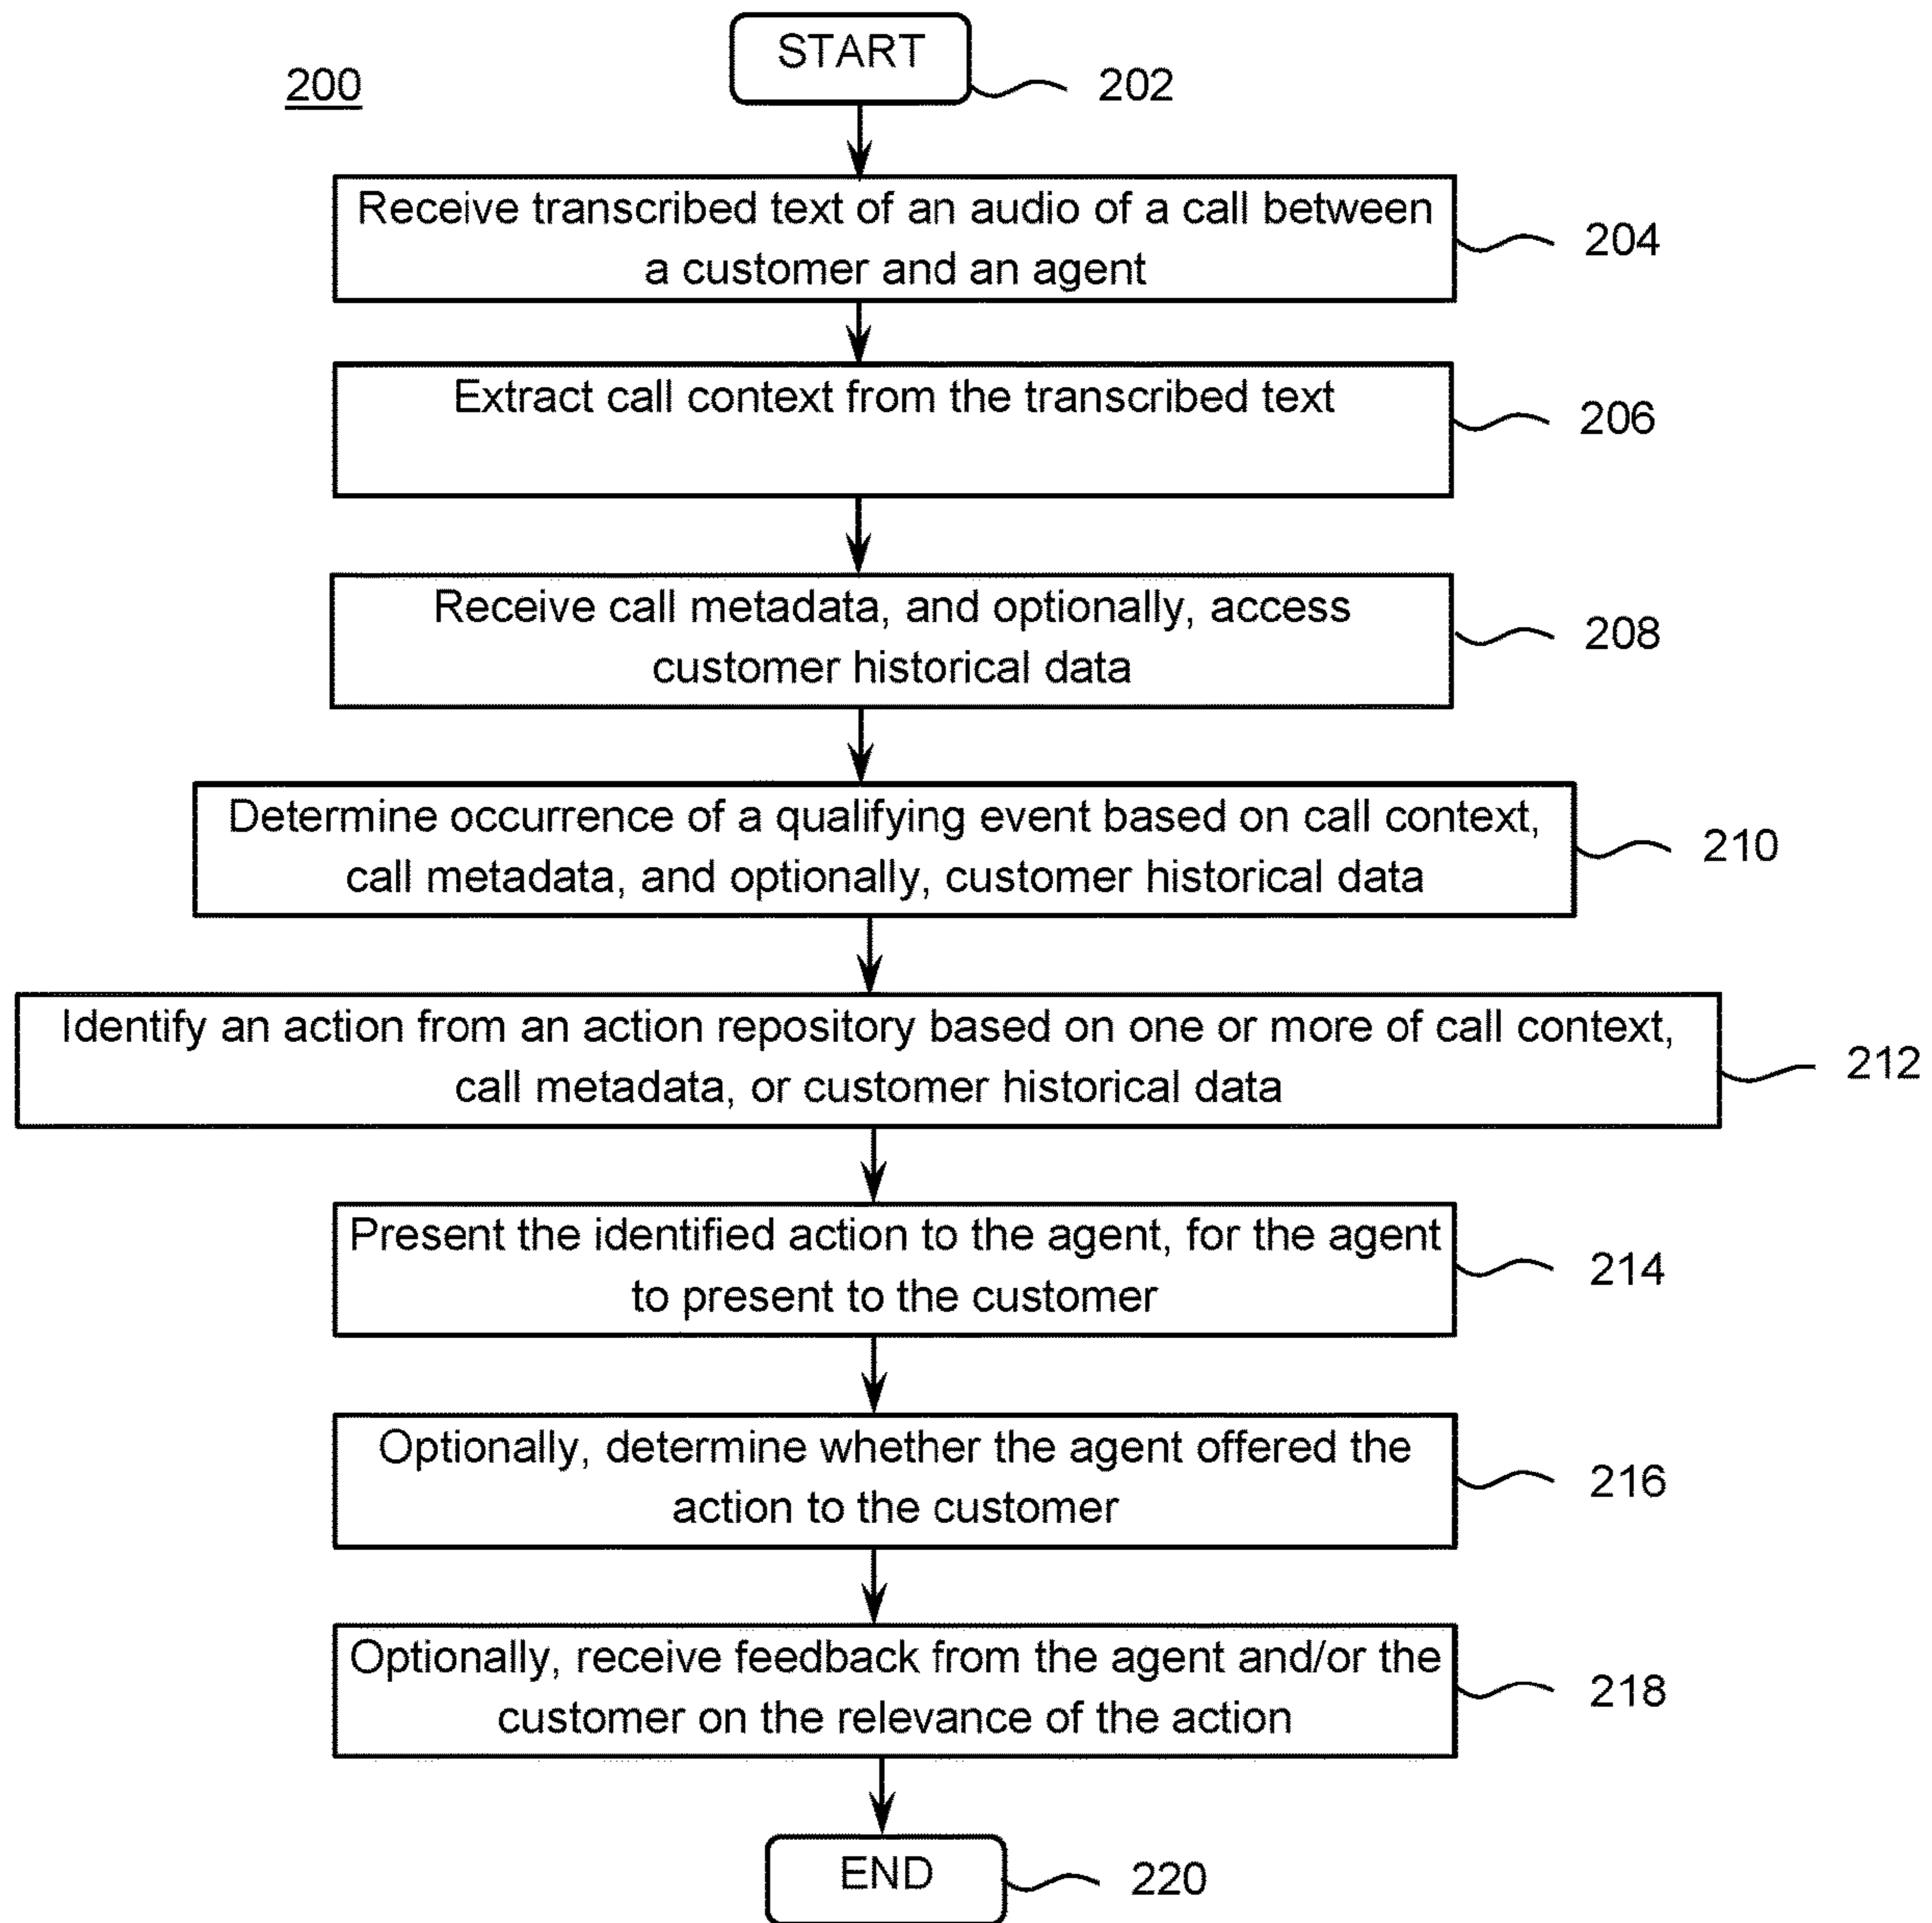 START
200
202
Receive transcribed text of an audio of a call between
a customer and an agent
204
Extract call context from the transcribed text
206
Receive call metadata, and optionally, access
customer historical data
208
Determine occurrence of a qualifying event based on call context,
call metadata, and optionally, customer historical data
210
Identify an action from an action repository based on one or more of call context,
call metadata, or customer historical data
212
Present the identified action to the agent, for the agent
to present to the customer
214
Optionally, determine whether the agent offered the
action to the customer
216
Optionally, receive feedback from the agent and/or the
customer on the relevance of the action
218
END
220